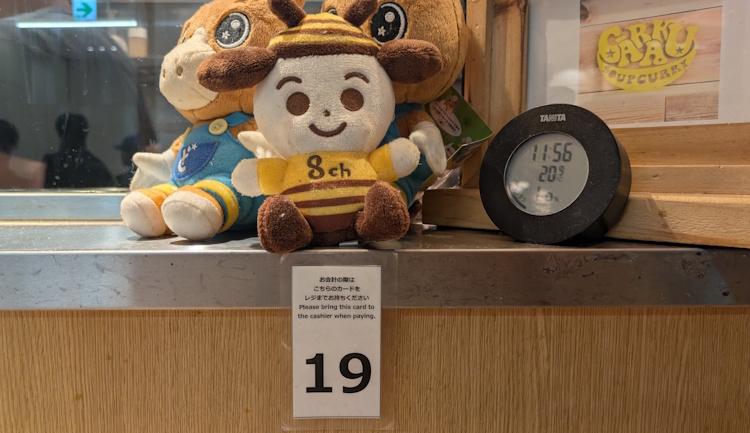 GARAKU
SOUPCURRY
TANITA
11:56
8ch
ど
お会計の際は
こちらのカードを
レジまでお持ちください
Please bring this card to
the cashier when paying.
19